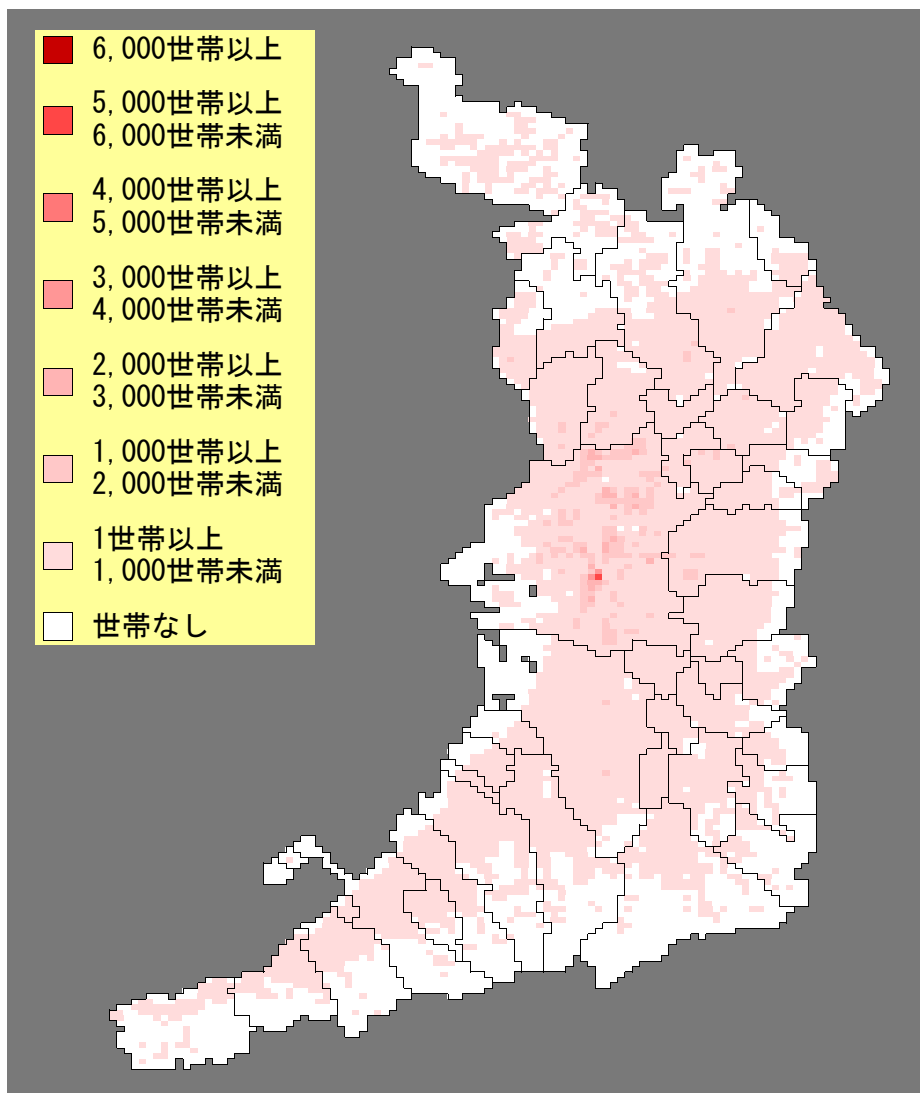 6,000世帯以上
5,000世帯以上
6,000世帯未満
4,000世帯以上
5,000世帯未満
3,000世帯以上
4,000世帯未満
2,000世帯以上
3,000世帯未満
1,000世帯以上
2,000世帯未満
1世帯以上
1,000世帯未満
世帯なし